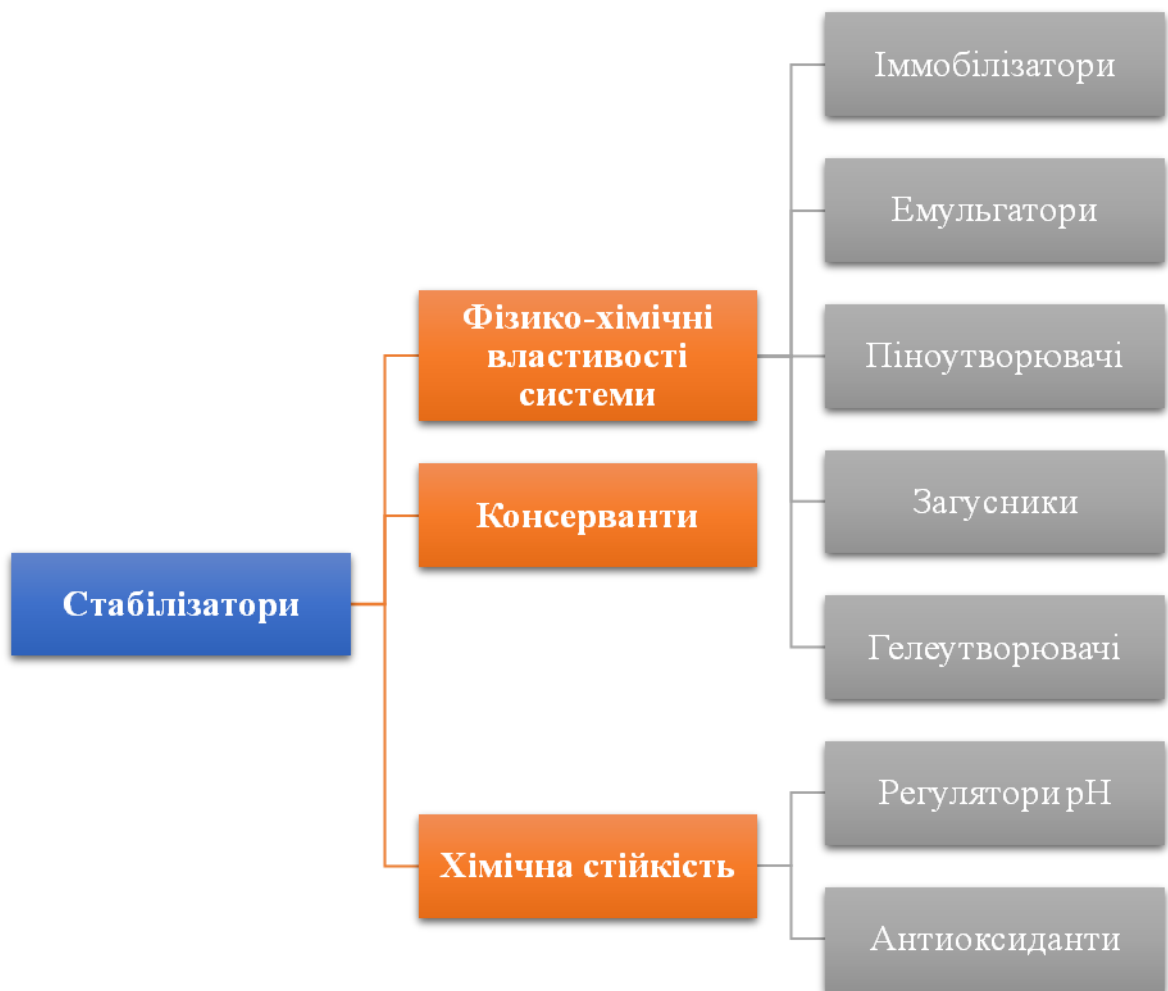 Стабілізатори
Фізико-хімічні
властивості
системи
Консерванти
Хімічна стійкість
Іммобілізатори
Емульгатори
Піноутворювачі
Загусники
Гелеутворювачі
Регулятори pH
Антиоксиданти